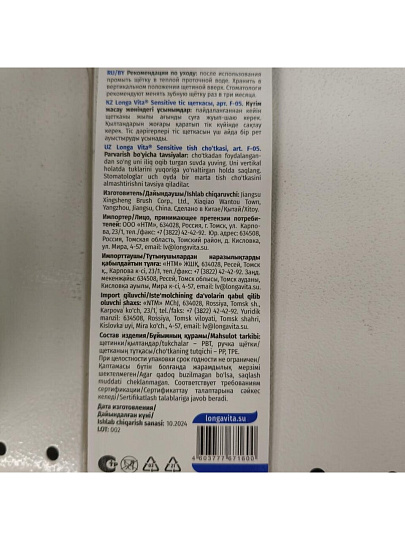 RU/BY Рекомендации по уходу: после использования
промыть щётку в теплой проточной воде. Хранить в
вертикальном положении щетиной вверх. Стоматологи
рекомендуют менять зубную щётку раз в три месяца.
KZ Longa Vita® Sensitive тіс щеткасы, арт. F-05. Күтім
жасау жөніндегі ұсынымдар: пайдаланғаннан кейін
щетканы жылы ағынды суға жуып-шаю керек.
Қылтандарын жоғары қаратып тік күйінде сақтау
керек. Тіс дәрігерлері тіс щеткасын үш айда бір рет
ауыстыруды ұсынады.
UZ Longa Vita® Sensitive tish cho'tkasi, art. F-05.
Parvarish bo'yicha tavsiyalar: cho'tkadan foydalangan-
dan so'ng uni iliq oqib turgan suvda yuving. Uni vertikal
holatda tuklarini yuqoriga yo'naltirgan holda saqlang.
Stomatologlar uch oyda bir marta tish cho'tkasini
almashtirishni tavsiya qiladilar.
Изготовитель/Дайындаушы/Ishlab chiqaruvchi: Jiangsu
Xingsheng Brush Corp., Ltd., Xiaqiao Wantou Town,
Yangzhou, Jiangsu, China. Сделано в Китае/Қытай/Xitoy.
Импортер/Лицо, принимающее претензии потреби-
телей: ООО «НТМ», 634028, Россия, г. Томск, ул. Карпо-
ва, 23/1, тел./факс: +7 (3822) 42-42-92. Юр. адрес: 634508,
Россия, Томская область, Томский район, д. Кисловка,
ул. Мира, 4-57, email: lv@longavita.su.
Импорттаушы/Тұтынушылардан наразылықтарды
қабылдайтын тұлға: «НТМ» ЖШҚ, 634028, Ресей, Томск
қ., Карпова к-сі, 23/1, тел./факс: +7 (3822) 42-42-92. Заңд.
мекенжайы: 634508, Ресей, Томск облысы, Томск ауданы,
Кисловка ауылы, Мира к-сі, 4-57, email: lv@longavita.su.
Import qiluvchi/Iste'molchining da'volarin qabul qilib
oluvchi shaxs: «NTM» MChJ, 634028, Rossiya, Tomsk sh.,
Karpova ko'ch., 23/1, tel./faks: +7 (3822) 42-42-92. Yuridik
manzil: 634508, Rossiya, Tomsk viloyati, Tomsk shahri,
Kislovka uyi, Mira ko'ch., 4-57, email: lv@longavita.su
Состав изделия/Бұйымның құрамы/Mahsulot tarkibi:
щетинки/қылтандар/tukchalar – PBT, ручка щётки/
щетканың тұтқасы/cho'tkaning tutqichi – PP, TPE.
При целостности упаковки срок годности не ограничен/
Қаптамасы бүтін болғанда жарамдылық мерзімі
шектелмеген/Agar qadoq buzilmagan bo'lsa, saqlash
muddati cheklanmagan. Соответствует требованиям
сертификации/Сертификаттау талаптарына сәйкес
келеді/Sertifikatlash talablariga javob beradi.
Дата изготовления/
Дайындалған күні/
Ishlab chiqarish sanasi: 10.2024
LOT: 002
longavita.su
4 603777 871600